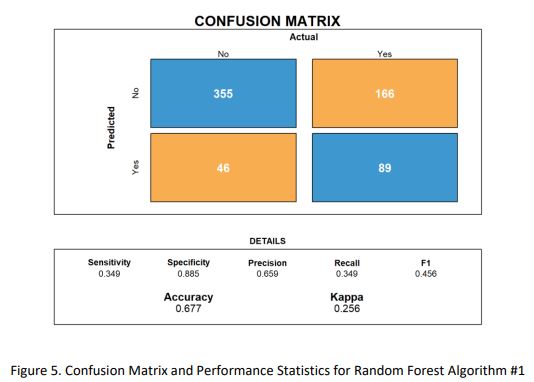 CONFUSION MATRIX
Actual
No Yes
Predicted
No 355 166
Yes 46 89
DETAILS
Sensitivity Specificity Precision Recall F1
0.349 0.885 0.659 0.349 0.456
Accuracy Kappa
0.677 0.256
Figure 5. Confusion Matrix and Performance Statistics for Random Forest Algorithm #1